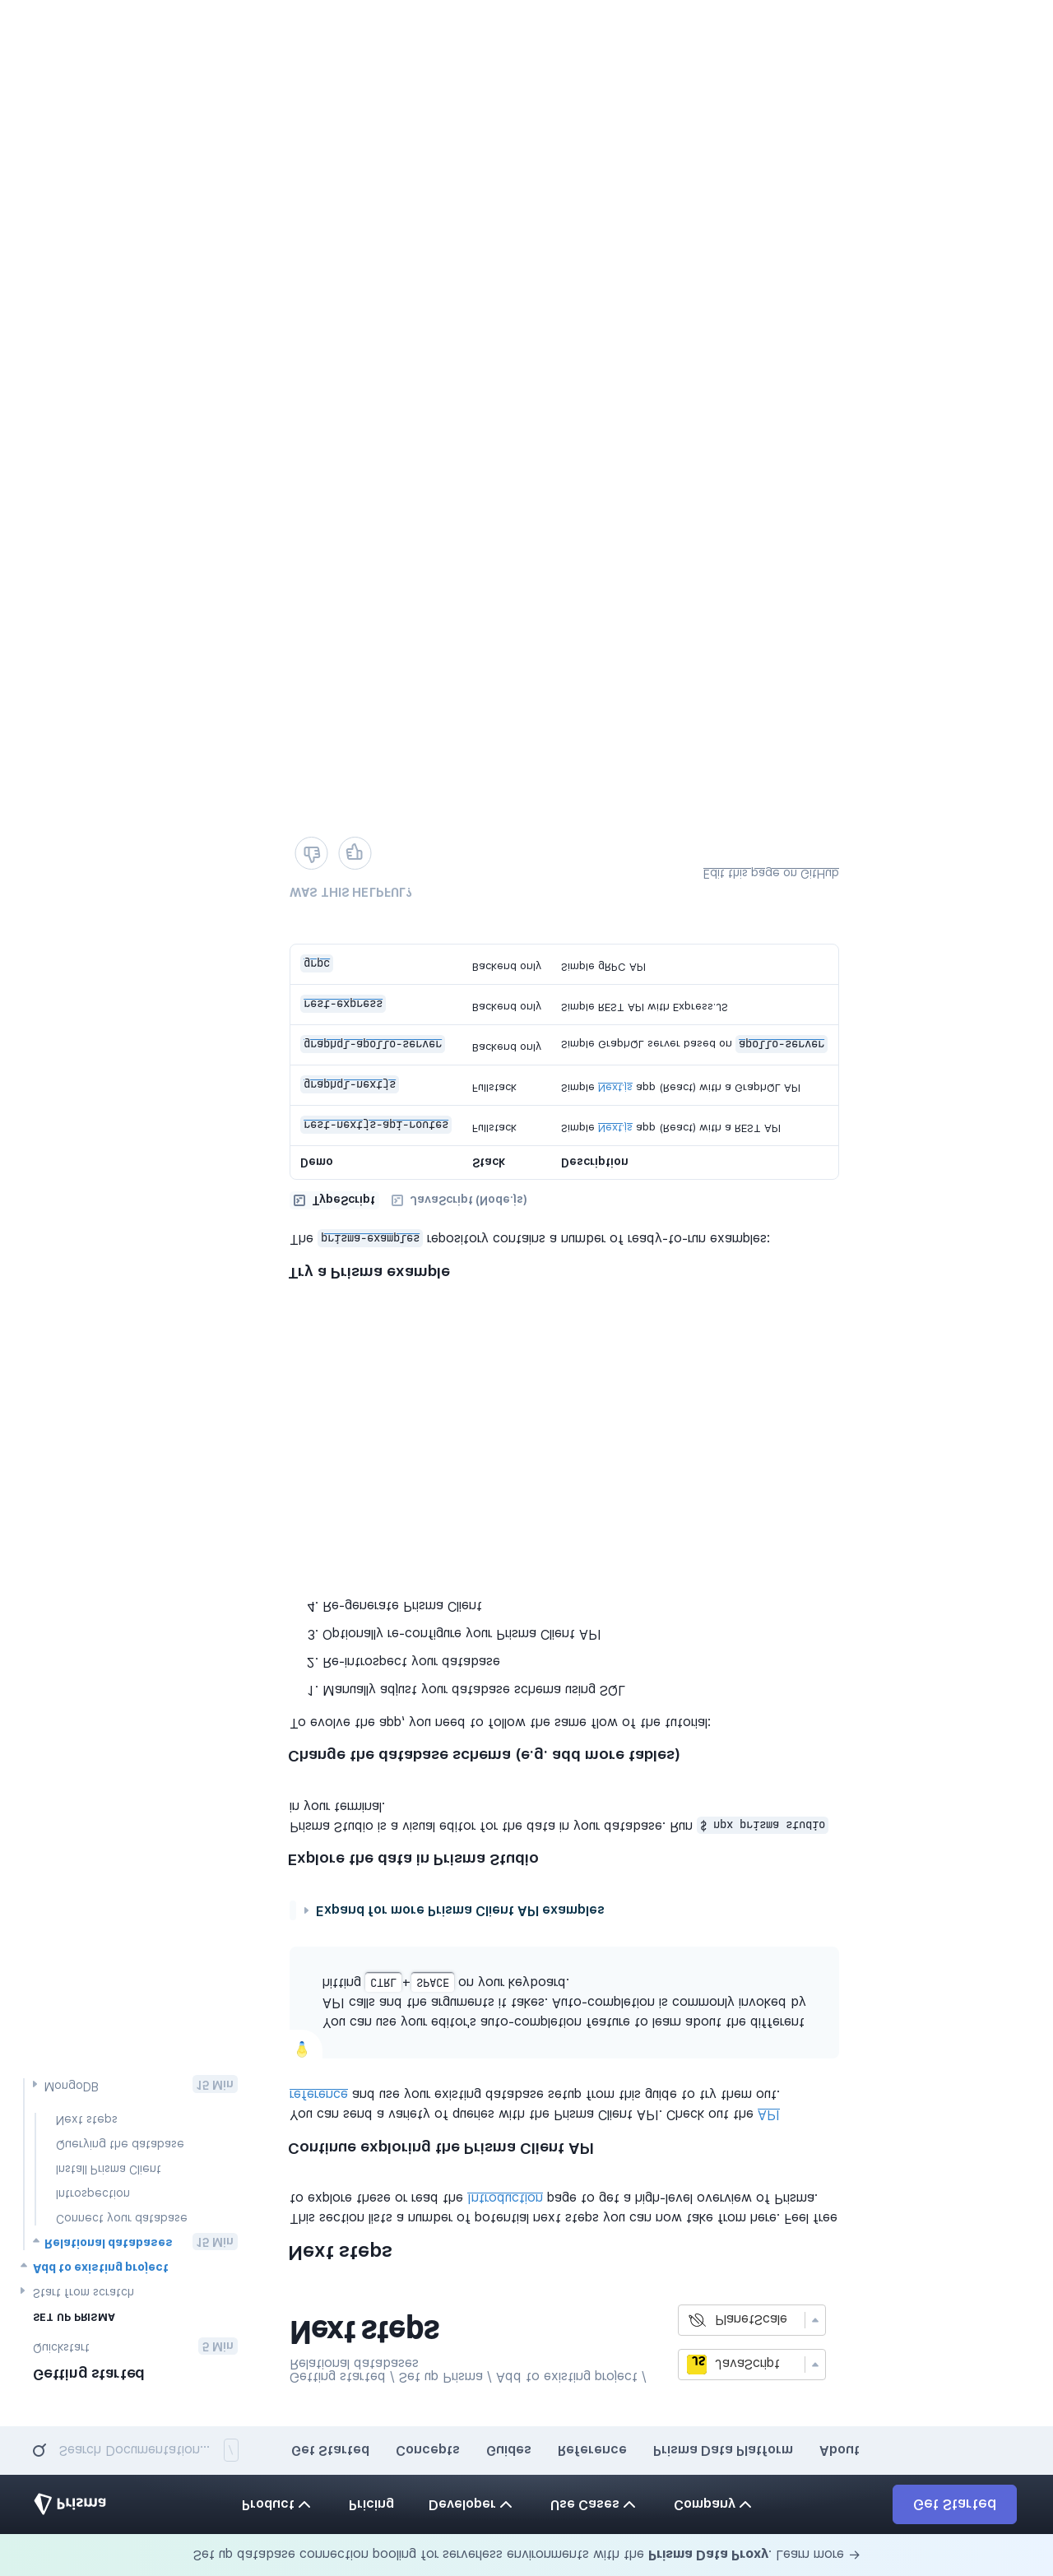 Set up database connection pooling for serverless environments with the Prisma Data Proxy. Learn more →
Prisma
Product
Pricing
Developer
Use Cases
Company
Get Started
Search Documentation... /
Get Started
Concepts
Guides
Reference
Prisma Data Platform
About
Getting started
Quickstart 5 Min
SET UP PRISMA
Start from scratch
Add to existing project
Relational databases 15 Min
Connect your database
Introspection
Install Prisma Client
Querying the database
Next steps
MongoDB 15 Min
Getting started / Set up Prisma / Add to existing project /
Relational databases
Next steps
JS JavaScript
PlanetScale
Next steps
This section lists a number of potential next steps you can now take from here. Feel free
to explore these or read the Introduction page to get a high-level overview of Prisma.
Continue exploring the Prisma Client API
You can send a variety of queries with the Prisma Client API. Check out the API
reference and use your existing database setup from this guide to try them out.
You can use your editor's auto-completion feature to learn about the different
API calls and the arguments it takes. Auto-completion is commonly invoked by
hitting CTRL+SPACE on your keyboard.
Expand for more Prisma Client API examples
Explore the data in Prisma Studio
Prisma Studio is a visual editor for the data in your database. Run $ npx prisma studio
in your terminal.
Change the database schema (e.g. add more tables)
To evolve the app, you need to follow the same flow of the tutorial:
1. Manually adjust your database schema using SQL
2. Re-introspect your database
3. Optionally re-configure your Prisma Client API
4. Re-generate Prisma Client
Try a Prisma example
The prisma-examples repository contains a number of ready-to-run examples:
TypeScript JavaScript (Node.js)
Demo Stack Description
rest-nextjs-api-routes Fullstack Simple Next.js app (React) with a REST API
graphql-nextjs Fullstack Simple Next.js app (React) with a GraphQL API
graphql-apollo-server Backend only Simple GraphQL server based on apollo-server
rest-express Backend only Simple REST API with Express.JS
grpc Backend only Simple gRPC API
WAS THIS HELPFUL?
Edit this page on GitHub